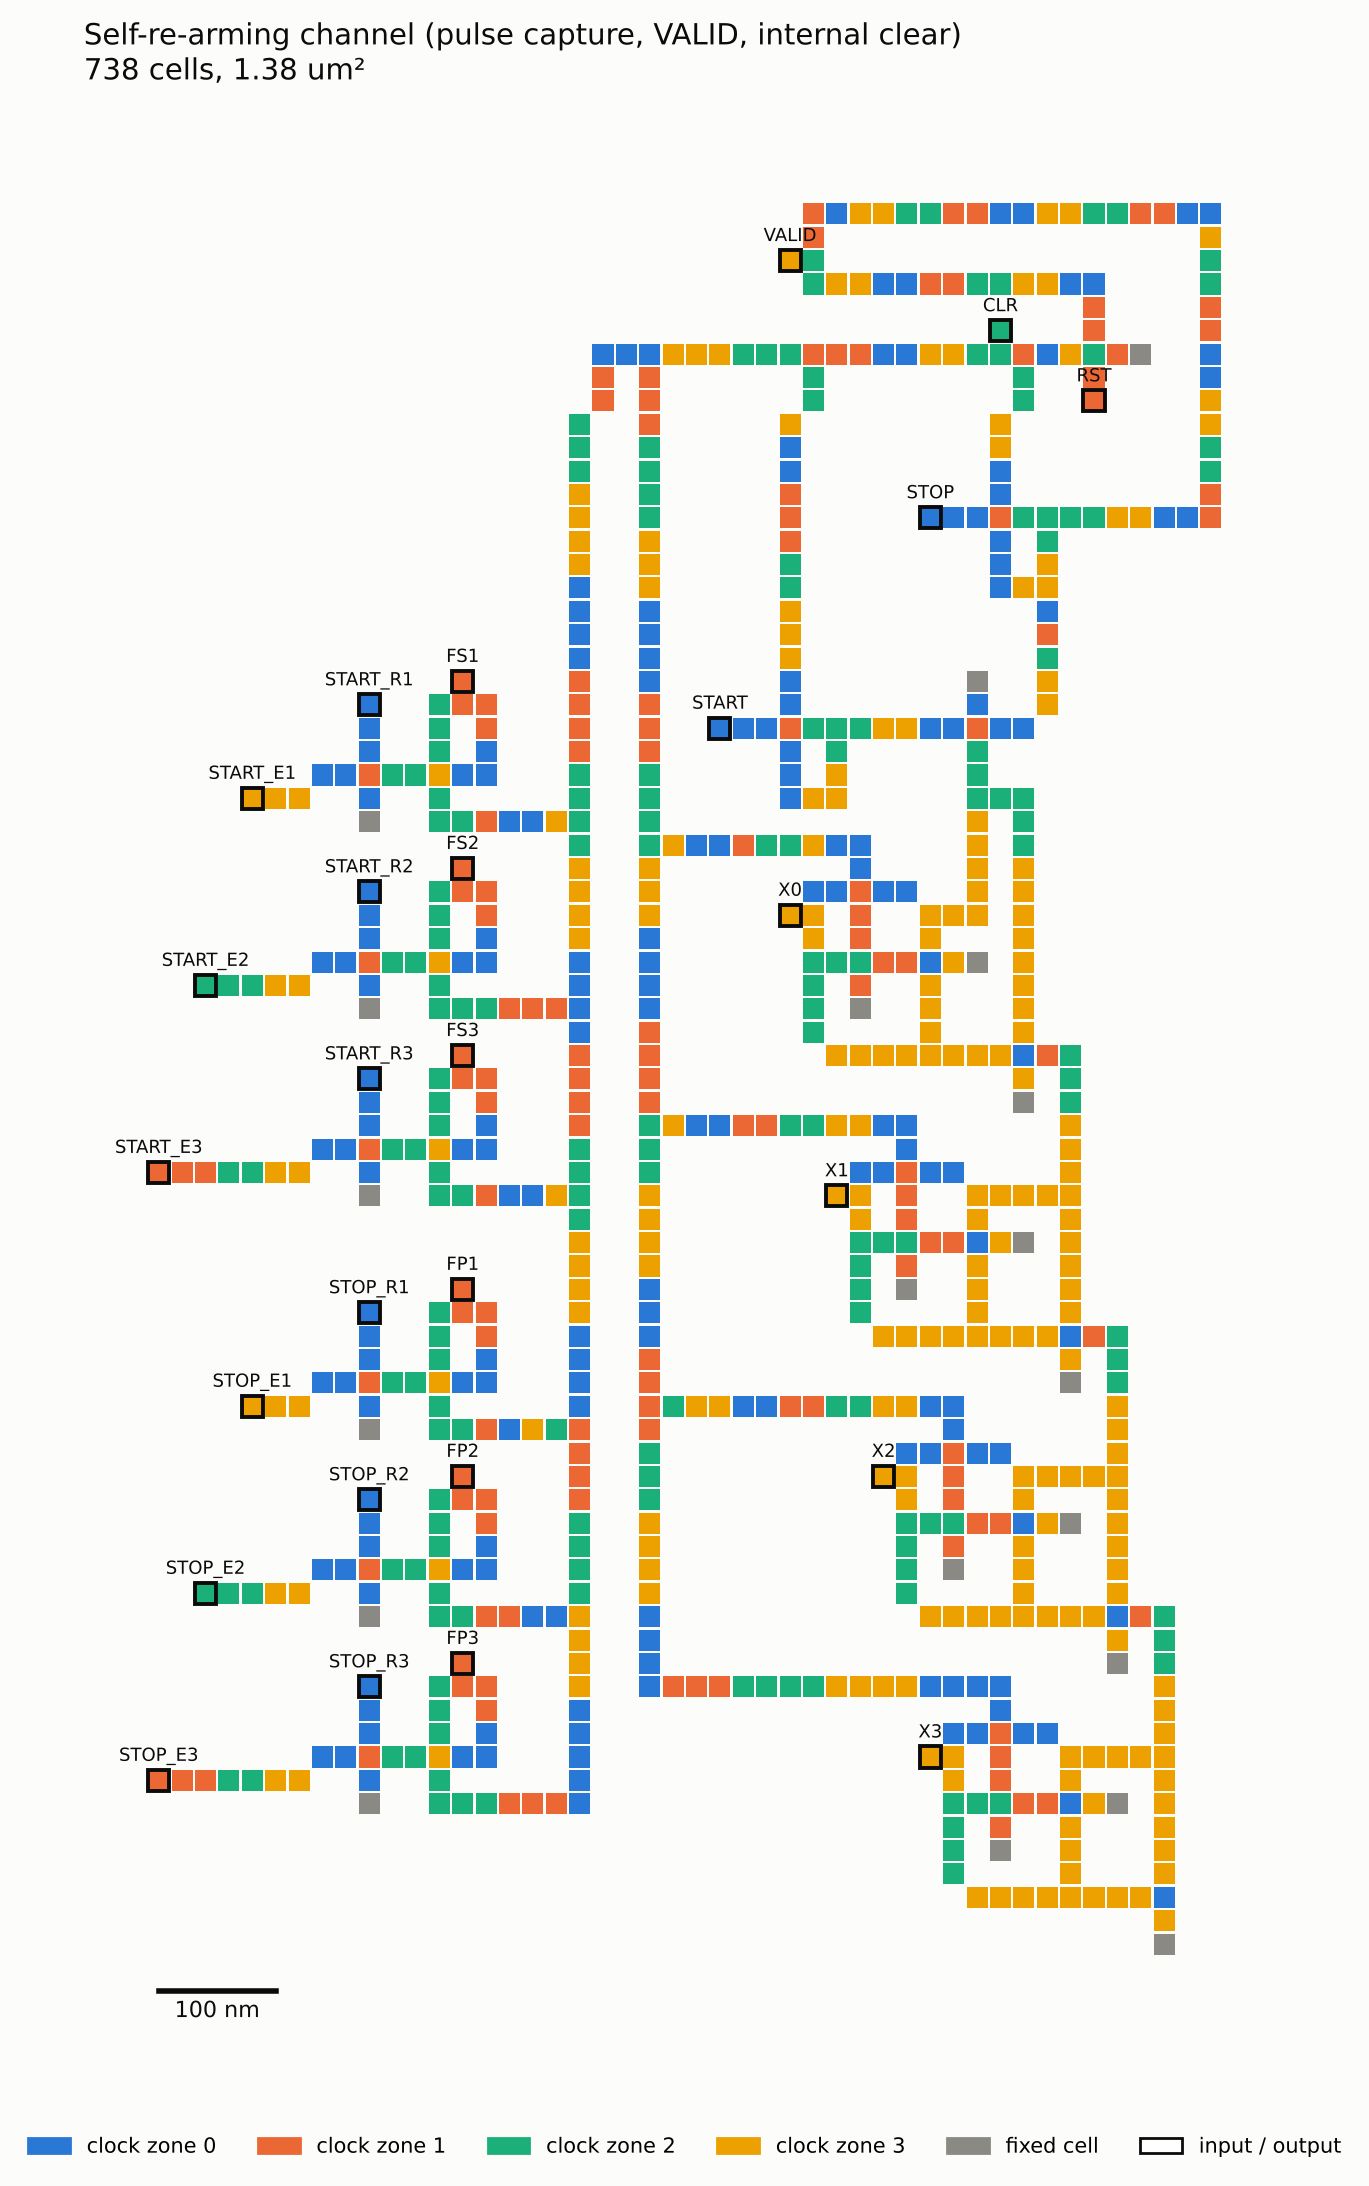 Self-re-arming channel (pulse capture, VALID, internal clear)
738 cells, 1.38 um²
VALID
CLR
RST
STOP
FS1
START_R1
START
START_E1
FS2
START_R2
X0
START_E2
FS3
START_R3
START_E3
X1
FP1
STOP_R1
STOP_E1
FP2
X2
STOP_R2
STOP_E2
FP3
STOP_R3
X3
STOP_E3
100 nm
clock zone 0
clock zone 1
clock zone 2
clock zone 3
fixed cell
input / output